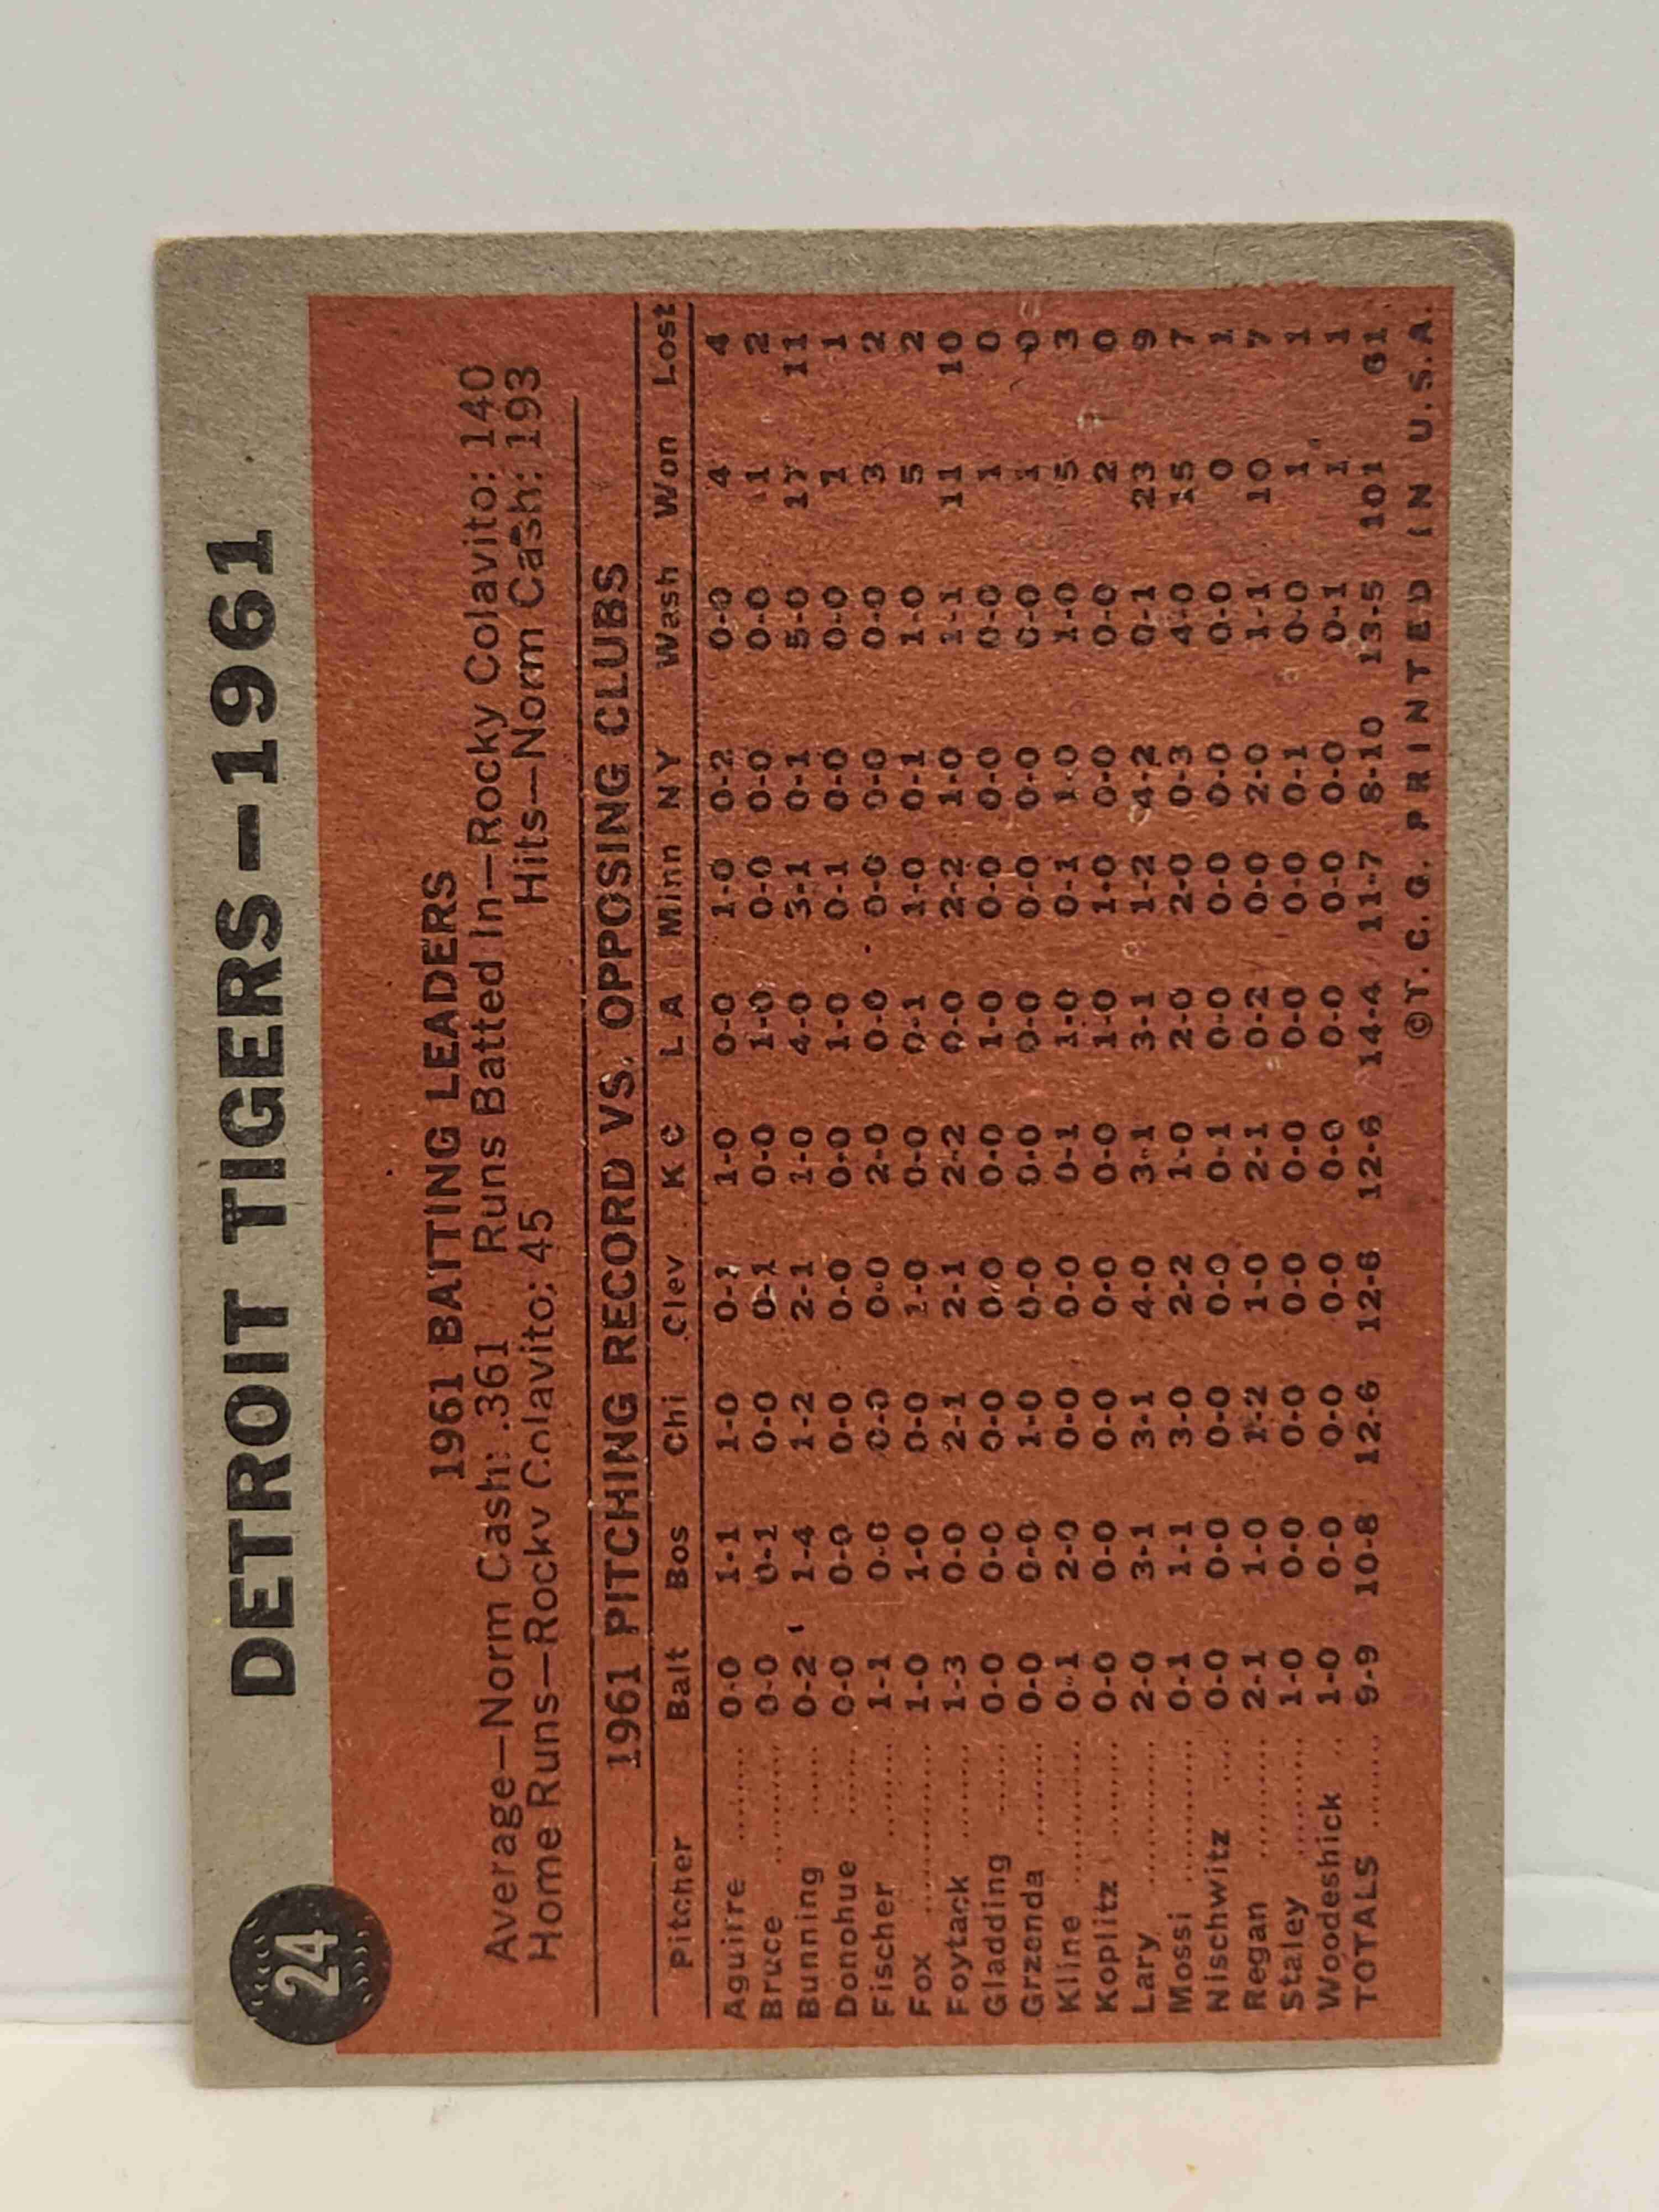 24
DETROIT TIGERS—1961
1961 BATTING LEADERS
Average—Norm Cash: .361 Runs Batted In—Rocky Colavito: 140
Home Runs—Rocky Colavito: 45 Hits—Norm Cash: 193
1961 PITCHING RECORD VS. OPPOSING CLUBS
Pitcher Balt Bos Chi Clev K C L A Minn N Y Wash Won Lost
Aguirre ........ 0-0 1-1 1-0 0-1 1-0 0-0 1-0 0-2 0-0 4 4
Bruce .......... 0-0 0-1 0-0 0-1 0-0 1-0 0-0 0-0 0-0 1 2
Bunning ...... 0-2 1-4 1-2 2-1 1-0 4-0 3-1 0-1 5-0 17 11
Donohue ...... 0-0 0-0 0-0 0-0 0-0 1-0 0-1 0-0 0-0 1 1
Fischer ........ 1-1 0-0 0-0 0-0 2-0 0-0 0-0 0-0 0-0 3 2
Fox ............ 1-0 1-0 0-0 1-0 0-0 0-1 1-0 0-1 1-0 5 2
Foytack ........ 1-3 0-0 2-1 2-1 2-2 0-0 2-2 1-0 1-1 11 10
Gladding ...... 0-0 0-0 0-0 0-0 0-0 1-0 0-0 0-0 0-0 1 0
Grzenda ........ 0-0 0-0 1-0 0-0 0-0 0-0 0-0 0-0 0-0 1 0
Kline ............ 0-1 2-0 0-0 0-0 0-1 1-0 0-1 1-0 1-0 5 3
Koplitz ........ 0-0 0-0 0-0 0-0 0-0 1-0 1-0 0-0 0-0 2 0
Lary ............ 2-0 3-1 3-1 4-0 3-1 3-1 1-2 4-2 0-1 23 9
Mossi ............ 0-1 1-1 3-0 2-2 1-0 2-0 2-0 0-3 4-0 15 7
Nischwitz .... 0-0 0-0 0-0 0-0 0-1 0-0 0-0 0-0 0-0 0 1
Regan .......... 2-1 1-0 1-2 1-0 2-1 0-2 0-0 2-0 1-1 10 7
Staley .......... 1-0 0-0 0-0 0-0 0-0 0-0 0-0 0-1 0-0 1 1
Woodeshick .. 1-0 0-0 0-0 0-0 0-0 0-0 0-0 0-0 0-1 1 1
TOTALS ........ 9-9 10-8 12-6 12-6 12-6 14-4 11-7 8-10 13-5 101 61
©T. C. G. PRINTED IN U.S.A.